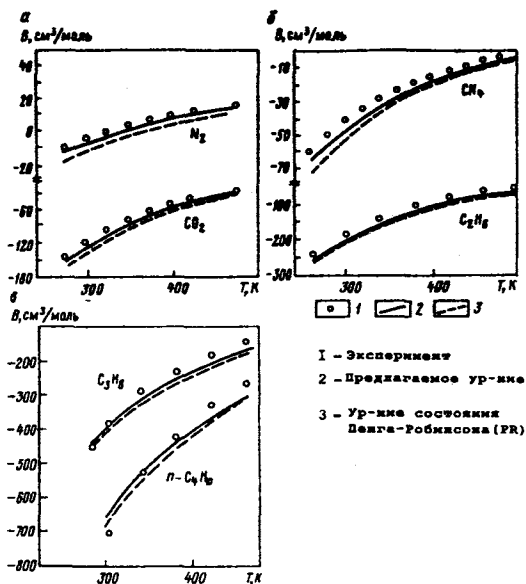 а
B, см³/моль
40
20
0
-20
-60
-120
-180
N₂
CO₂
300
400
T, К
б
B, см³/моль
-10
-30
-50
-70
-100
-200
-300
CH₄
C₂H₆
300
400
T, К
1
2
3
в
B, см³/моль
-200
-300
-400
-500
-600
-700
-800
n-C₄H₁₀
300
400
T, К
I - Эксперимент
2 - Предлагаемое ур-ние
3 - Ур-ние состояния
Пенга-Робинсона (PR)